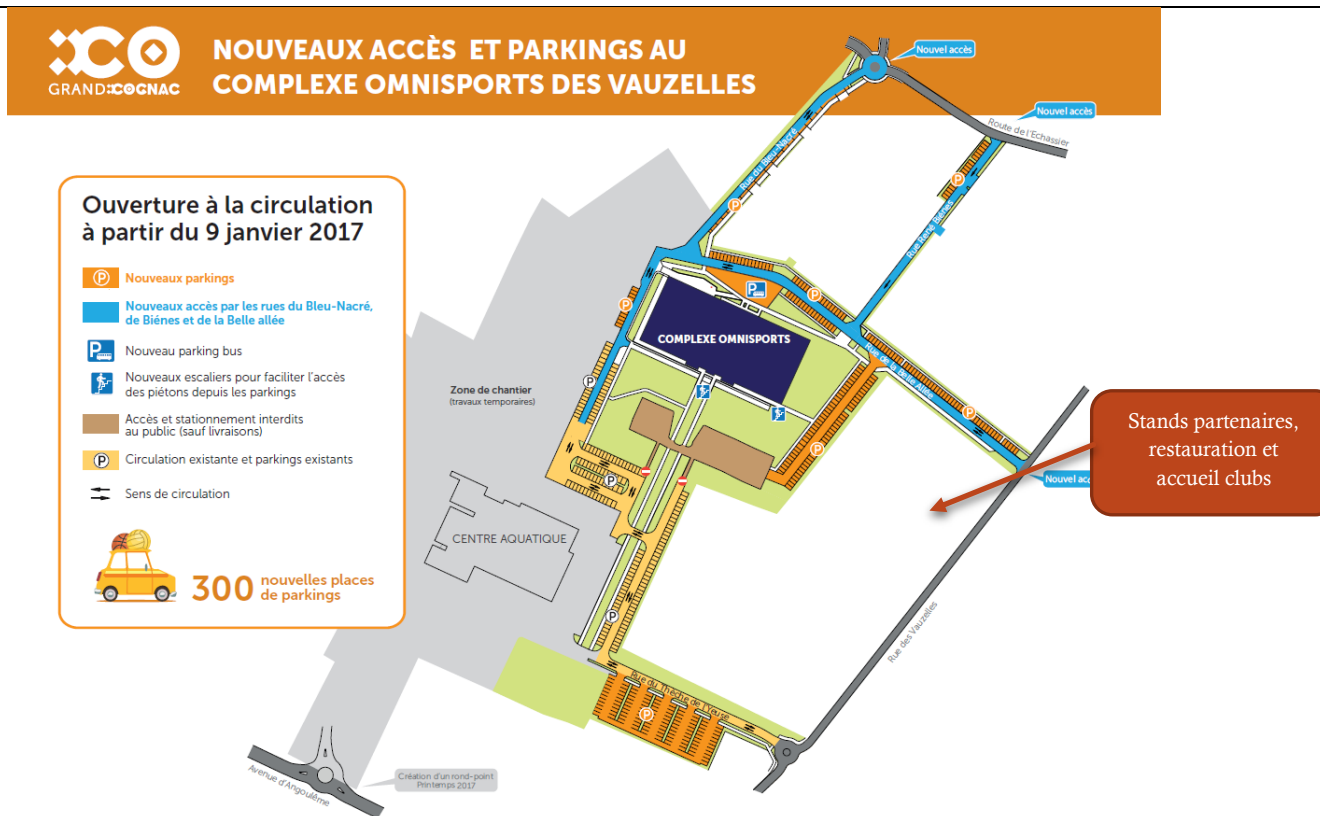 GRAND COGNAC
NOUVEAUX ACCÈS ET PARKINGS AU
COMPLEXE OMNISPORTS DES VAUZELLES
Ouverture à la circulation
à partir du 9 janvier 2017
P
Nouveaux parkings
Nouveaux accès par les rues du Bleu-Nacré,
de Biénes et de la Belle allée
P
Nouveau parking bus
Nouveaux escaliers pour faciliter l'accès
des piétons depuis les parkings
Accès et stationnement interdits
au public (sauf livraisons)
P
Circulation existante et parkings existants
Sens de circulation
300 nouvelles places
de parkings
Nouvel accès
Nouvel accès
Route de l'Echassier
Rue du Bleu-Nacré
Rue René Biénes
P
P
P
P
P
COMPLEXE OMNISPORTS
Rue de la Belle Allée
Zone de chantier
(travaux temporaires)
P
P
P
Nouvel acc
Stands partenaires,
restauration et
accueil clubs
P
CENTRE AQUATIQUE
P
Rue des Vauzelles
Rue du Thèche de l'Yeuse
P
Avenue d'Angoulême
Création d'un rond-point
Printemps 2017